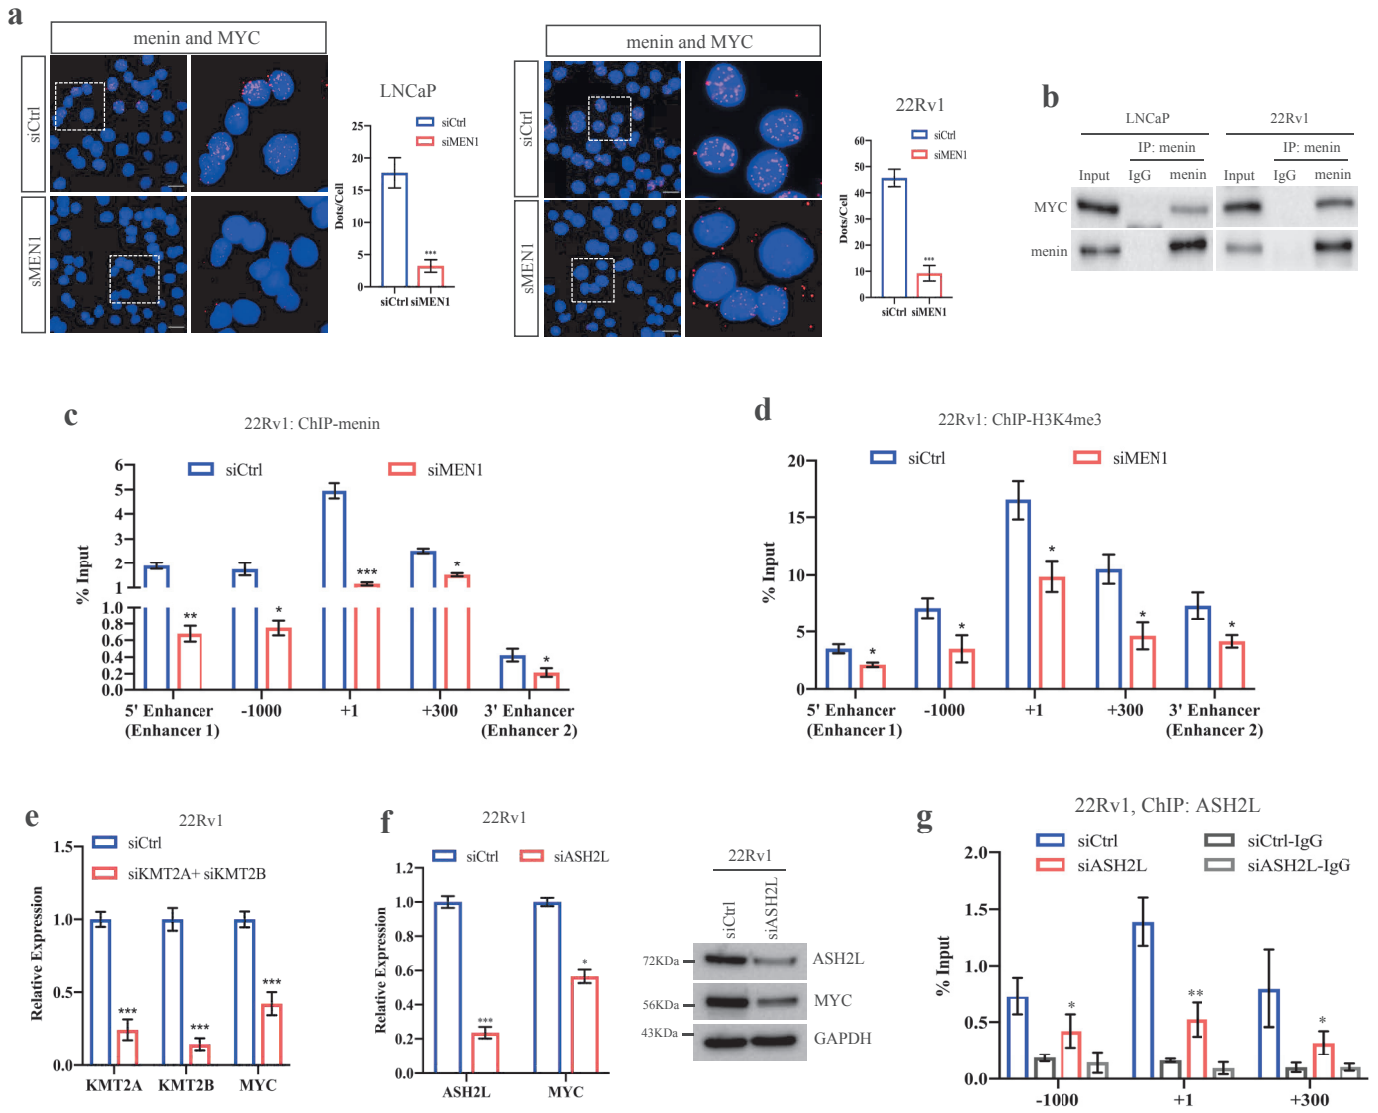 a
menin and MYC
siCtrl
sMEN1
LNCaP
siCtrl
siMEN1
Dots/Cell
25
20
15
10
5
0
***
siCtrl siMEN1
menin and MYC
siCtrl
sMEN1
22Rv1
siCtrl
siMEN1
Dots/Cell
60
50
40
30
20
10
0
***
siCtrl siMEN1
b
LNCaP 22Rv1
IP: menin IP: menin
Input IgG menin Input IgG menin
MYC
menin
c
22Rv1: ChIP-menin
siCtrl siMEN1
% Input
6
5
4
3
2
1
1.0
0.8
0.6
0.4
0.2
0.0
** * *** * *
5' Enhancer -1000 +1 +300 3' Enhancer
(Enhancer 1) (Enhancer 2)
d
22Rv1: ChIP-H3K4me3
siCtrl siMEN1
% Input
20
15
10
5
0
* * * * *
5' Enhancer -1000 +1 +300 3' Enhancer
(Enhancer 1) (Enhancer 2)
e
22Rv1
siCtrl
siKMT2A+ siKMT2B
Relative Expression
1.5
1.0
0.5
0.0
*** *** ***
KMT2A KMT2B MYC
f
22Rv1
siCtrl siASH2L
Relative Expression
1.2
1.0
0.8
0.6
0.4
0.2
0.0
*** *
ASH2L MYC
22Rv1
siCtrl siASH2L
72KDa ASH2L
56KDa MYC
43KDa GAPDH
g
22Rv1, ChIP: ASH2L
siCtrl siCtrl-IgG
siASH2L siASH2L-IgG
% Input
2.0
1.5
1.0
0.5
0.0
* ** *
-1000 +1 +300